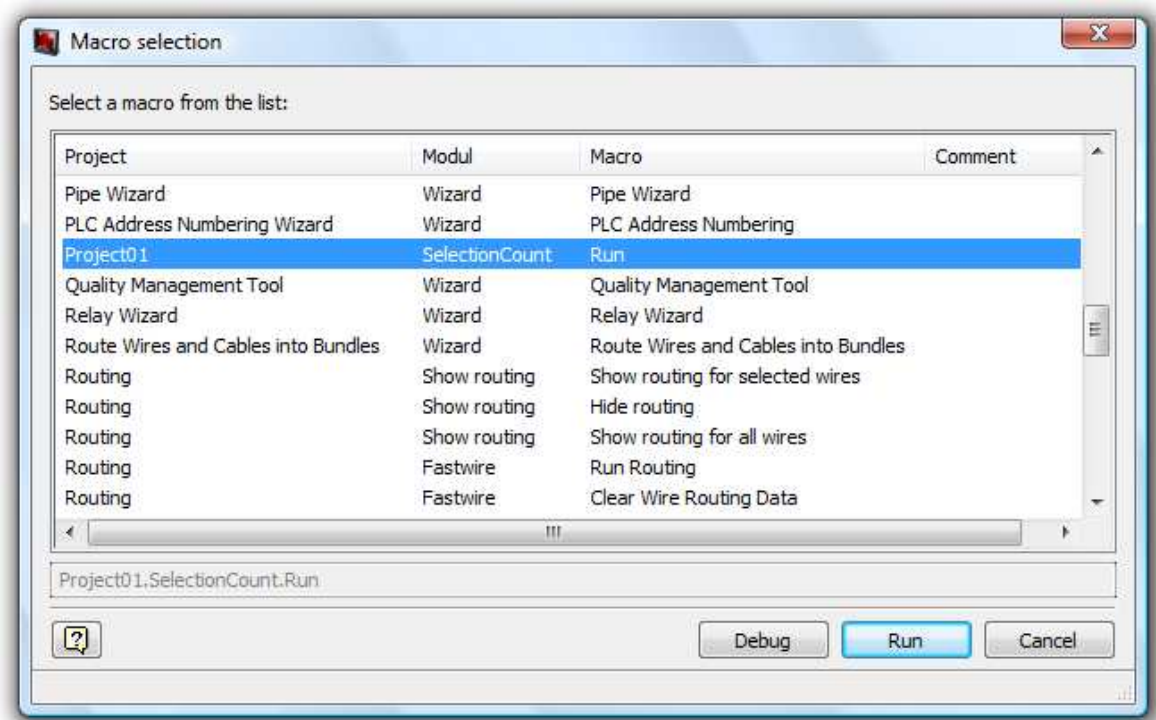 Macro selection
Select a macro from the list:
Project Modul Macro Comment
Pipe Wizard Wizard Pipe Wizard
PLC Address Numbering Wizard Wizard PLC Address Numbering
Project01 SelectionCount Run
Quality Management Tool Wizard Quality Management Tool
Relay Wizard Wizard Relay Wizard
Route Wires and Cables into Bundles Wizard Route Wires and Cables into Bundles
Routing Show routing Show routing for selected wires
Routing Show routing Hide routing
Routing Show routing Show routing for all wires
Routing Fastwire Run Routing
Routing Fastwire Clear Wire Routing Data
Project01.SelectionCount.Run
Debug Run Cancel